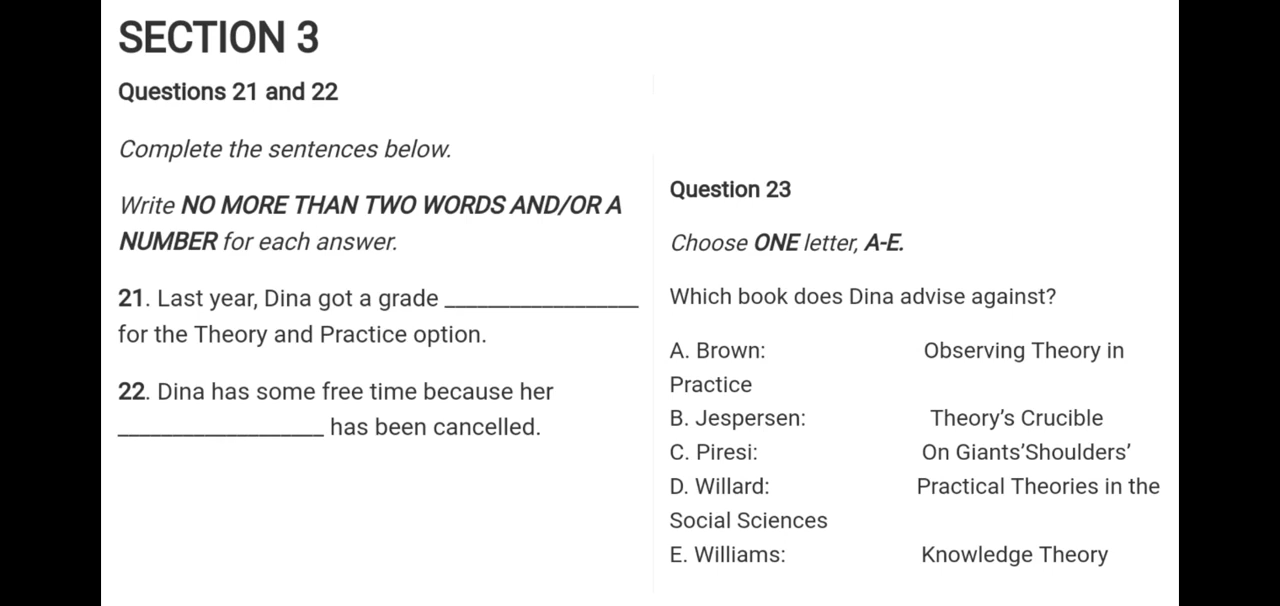 SECTION 3
Questions 21 and 22
Complete the sentences below.
Write NO MORE THAN TWO WORDS AND/OR A
NUMBER for each answer.
21. Last year, Dina got a grade _________________
for the Theory and Practice option.
22. Dina has some free time because her
__________________ has been cancelled.
Question 23
Choose ONE letter, A-E.
Which book does Dina advise against?
A. Brown: Observing Theory in
Practice
B. Jespersen: Theory’s Crucible
C. Piresi: On Giants’Shoulders’
D. Willard: Practical Theories in the
Social Sciences
E. Williams: Knowledge Theory